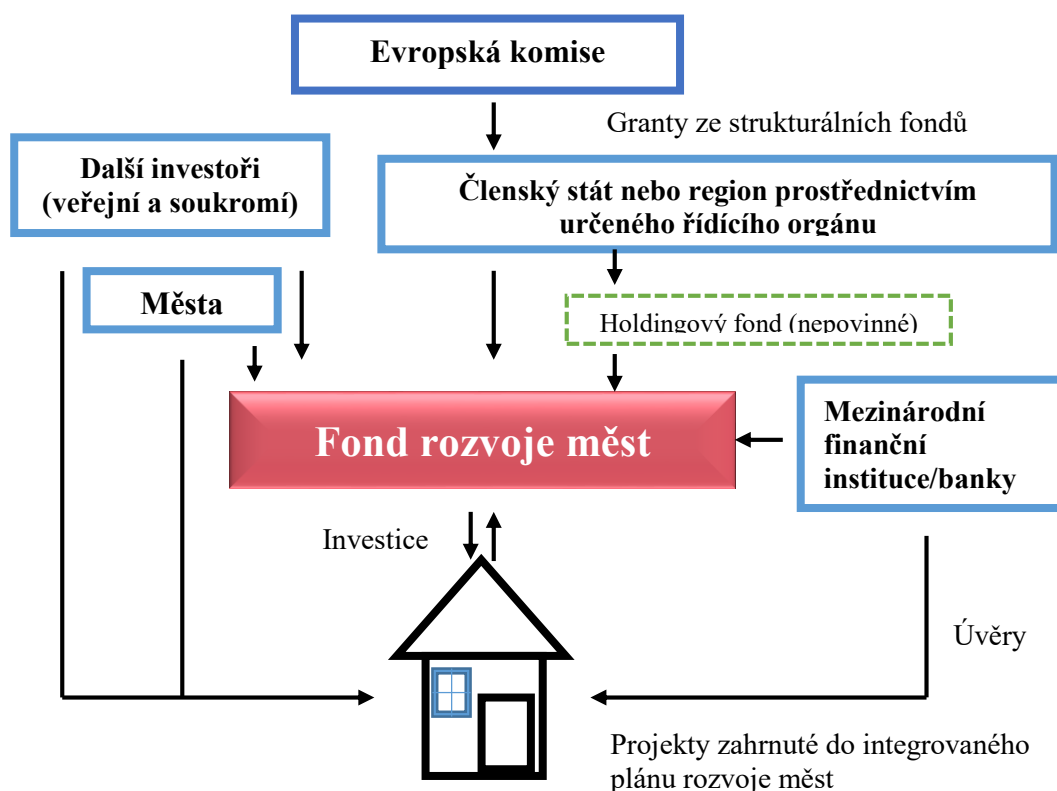 Evropská komise
Granty ze strukturálních fondů
Další investoři
(veřejní a soukromí)
Členský stát nebo region prostřednictvím
určeného řídícího orgánu
Města
Holdingový fond (nepovinné)
Fond rozvoje měst
Mezinárodní
finanční
instituce/banky
Investice
Úvěry
Projekty zahrnuté do integrovaného
plánu rozvoje měst